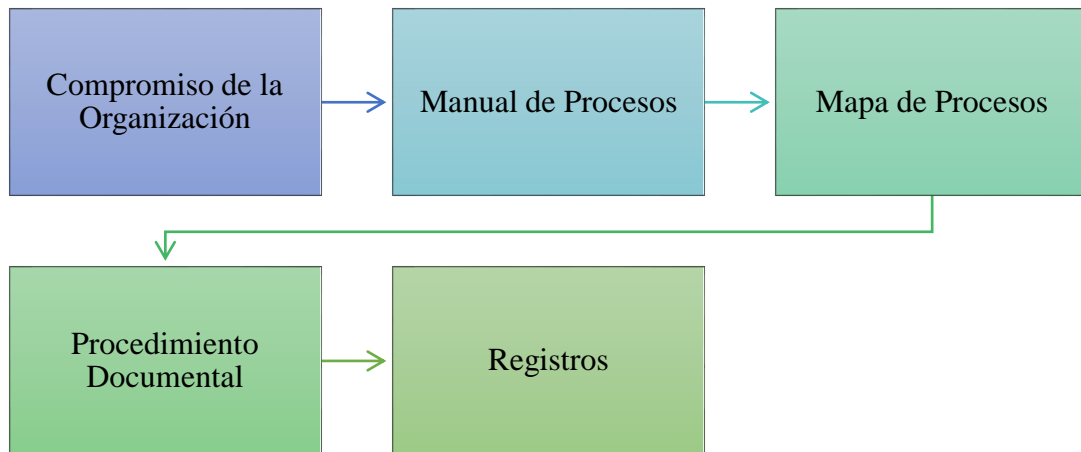 Compromiso de la
Organización
Manual de Procesos
Mapa de Procesos
Procedimiento
Documental
Registros